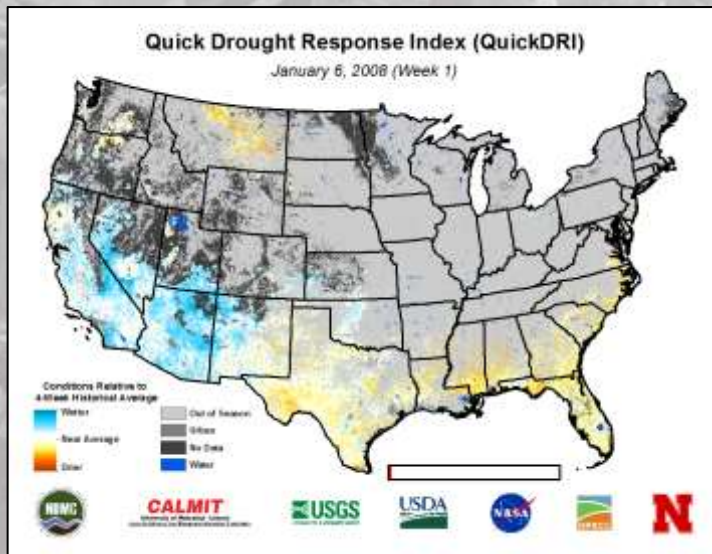 Quick Drought Response Index (QuickDRI)
January 6, 2008 (Week 1)
Conditions Relative to
4-Week Historical Average
Wetter
Near Average
Drier
Out of Season
Urban
No Data
Water
NDMC
CALMIT
USGS
USDA
NASA
N